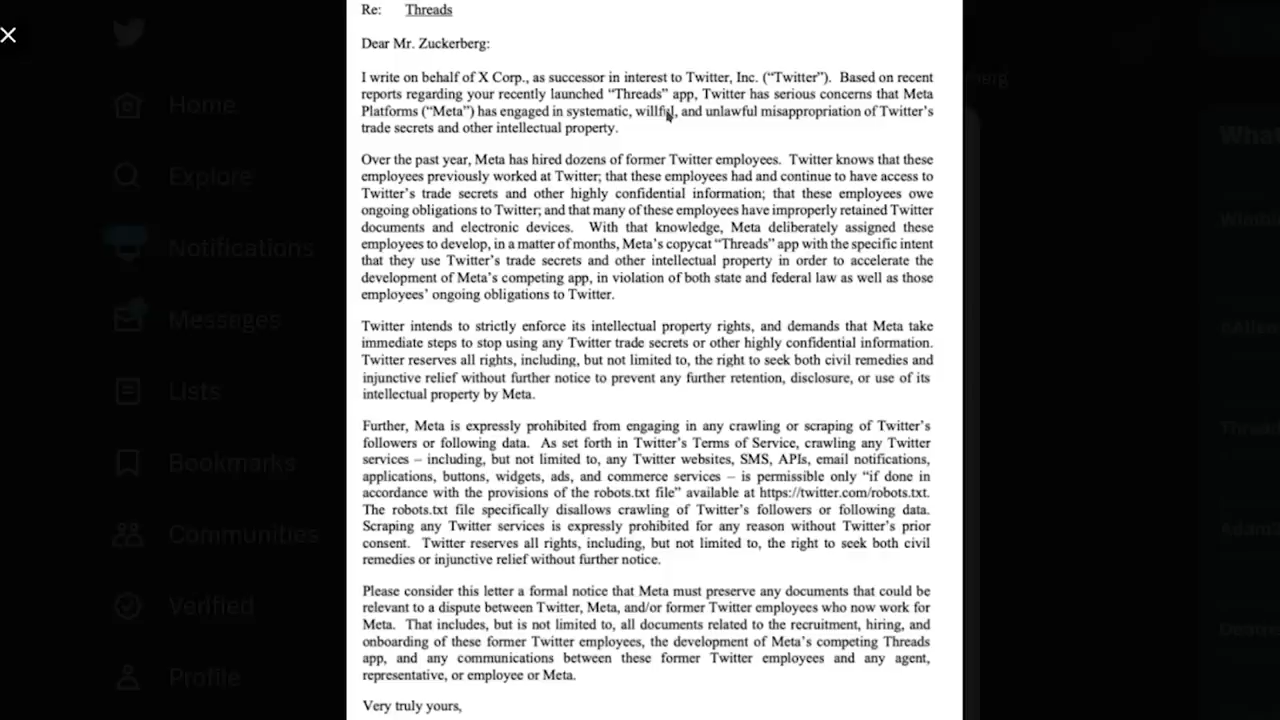 Re: Threads
Dear Mr. Zuckerberg:
I write on behalf of X Corp., as successor in interest to Twitter, Inc. (“Twitter”). Based on recent
reports regarding your recently launched “Threads” app, Twitter has serious concerns that Meta
Platforms (“Meta”) has engaged in systematic, willful, and unlawful misappropriation of Twitter’s
trade secrets and other intellectual property.
Over the past year, Meta has hired dozens of former Twitter employees. Twitter knows that these
employees previously worked at Twitter; that these employees had and continue to have access to
Twitter’s trade secrets and other highly confidential information; that these employees owe
ongoing obligations to Twitter; and that many of these employees have improperly retained Twitter
documents and electronic devices. With that knowledge, Meta deliberately assigned these
employees to develop, in a matter of months, Meta’s copycat “Threads” app with the specific intent
that they use Twitter’s trade secrets and other intellectual property in order to accelerate the
development of Meta’s competing app, in violation of both state and federal law as well as those
employees’ ongoing obligations to Twitter.
Twitter intends to strictly enforce its intellectual property rights, and demands that Meta take
immediate steps to stop using any Twitter trade secrets or other highly confidential information.
Twitter reserves all rights, including, but not limited to, the right to seek both civil remedies and
injunctive relief without further notice to prevent any further retention, disclosure, or use of its
intellectual property by Meta.
Further, Meta is expressly prohibited from engaging in any crawling or scraping of Twitter’s
followers or following data. As set forth in Twitter’s Terms of Service, crawling any Twitter
services – including, but not limited to, any Twitter websites, SMS, APIs, email notifications,
applications, buttons, widgets, ads, and commerce services – is permissible only “if done in
accordance with the provisions of the robots.txt file” available at https://twitter.com/robots.txt.
The robots.txt file specifically disallows crawling of Twitter’s followers or following data.
Scraping any Twitter services is expressly prohibited for any reason without Twitter’s prior
consent. Twitter reserves all rights, including, but not limited to, the right to seek both civil
remedies or injunctive relief without further notice.
Please consider this letter a formal notice that Meta must preserve any documents that could be
relevant to a dispute between Twitter, Meta, and/or former Twitter employees who now work for
Meta. That includes, but is not limited to, all documents related to the recruitment, hiring, and
onboarding of these former Twitter employees, the development of Meta’s competing Threads
app, and any communications between these former Twitter employees and any agent,
representative, or employee or Meta.
Very truly yours,
Home
Explore
Notifications
Messages
Lists
Bookmarks
Communities
Verified
Profile